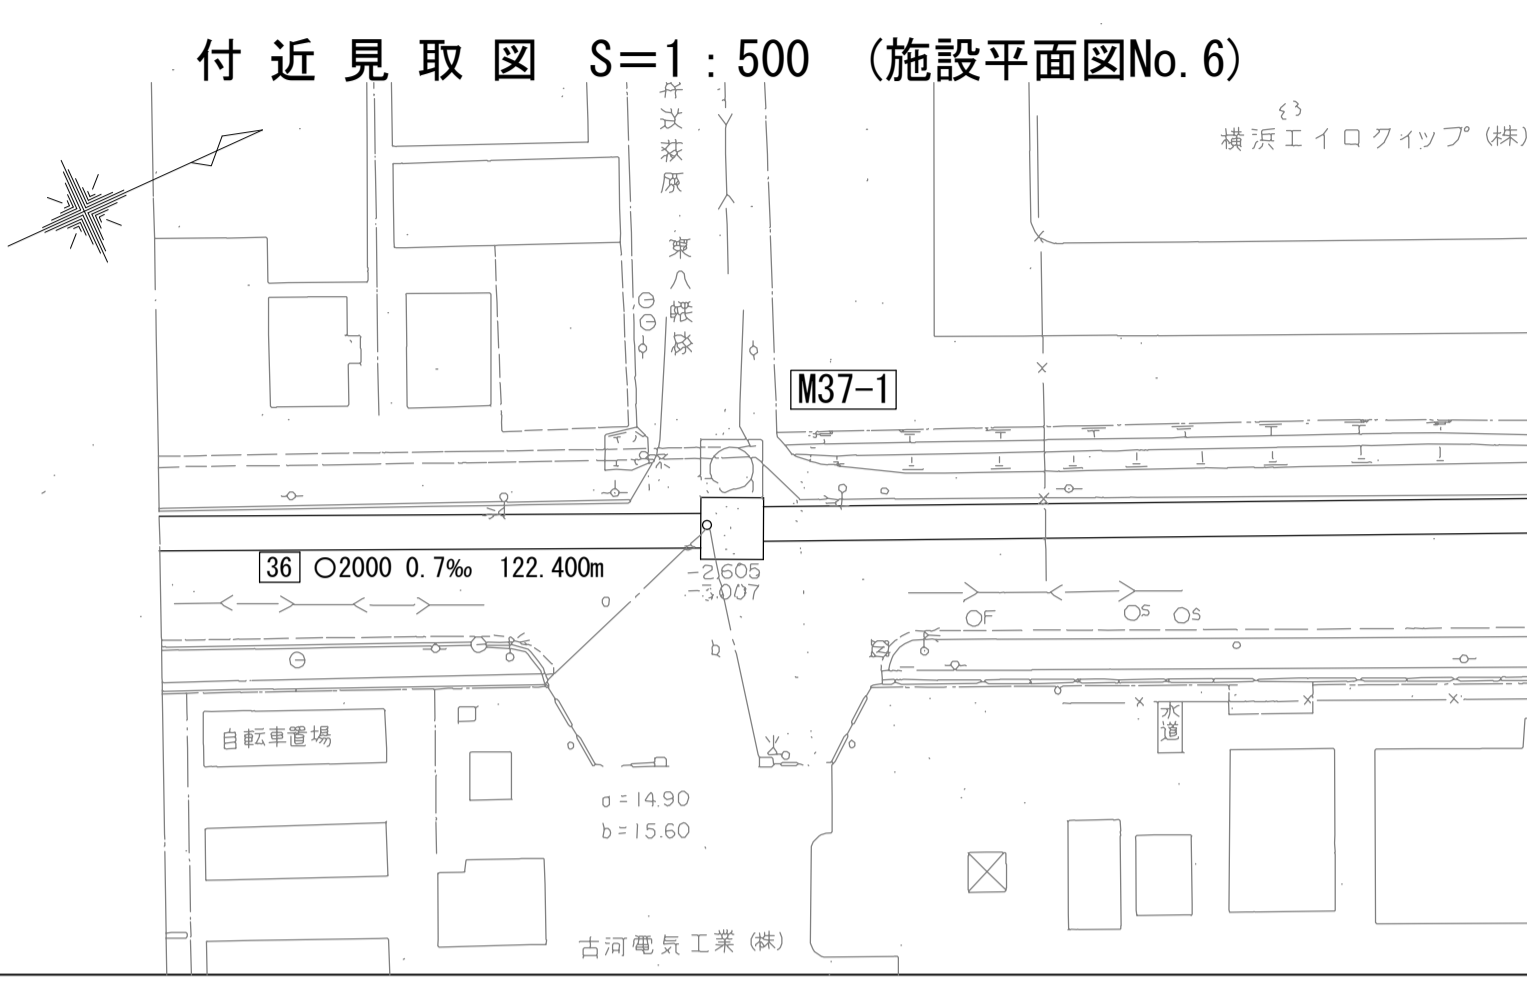 付近見取図 S=1:500 (施設平面図No.6)
横浜エイロクィップ(株)
荻原
東八幡
M37-1
36 ○2000 0.7‰ 122.400m
-2.605
-3.007
F
S
S
a
b
自転車置場
水道
a=14.90
b=15.60
古河電気工業(株)